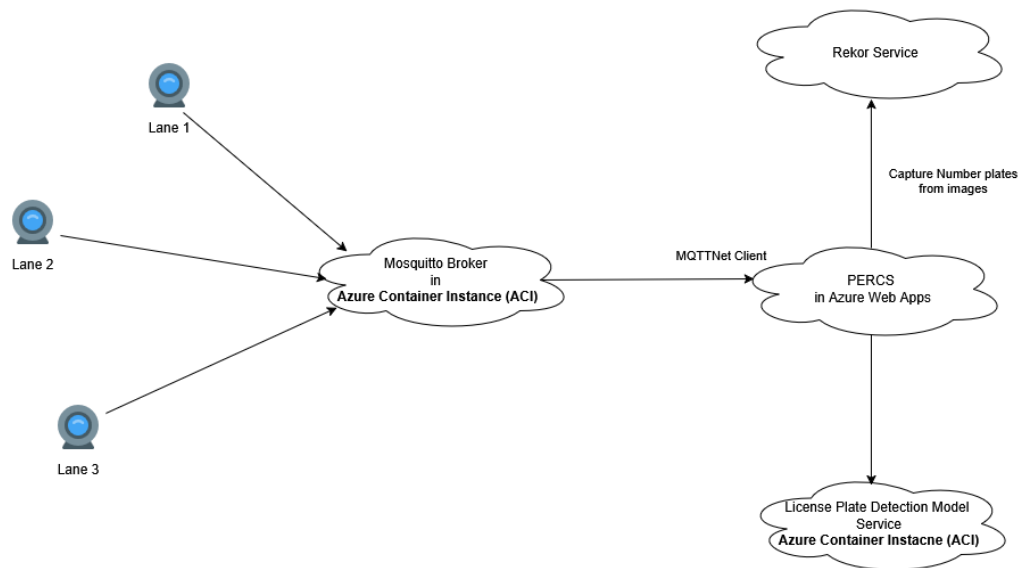 Rekor Service
Lane 1
Capture Number plates
from images
Lane 2
Mosquitto Broker
in
Azure Container Instance (ACI)
MQTTNet Client
PERCS
in Azure Web Apps
Lane 3
License Plate Detection Model
Service
Azure Container Instacne (ACI)